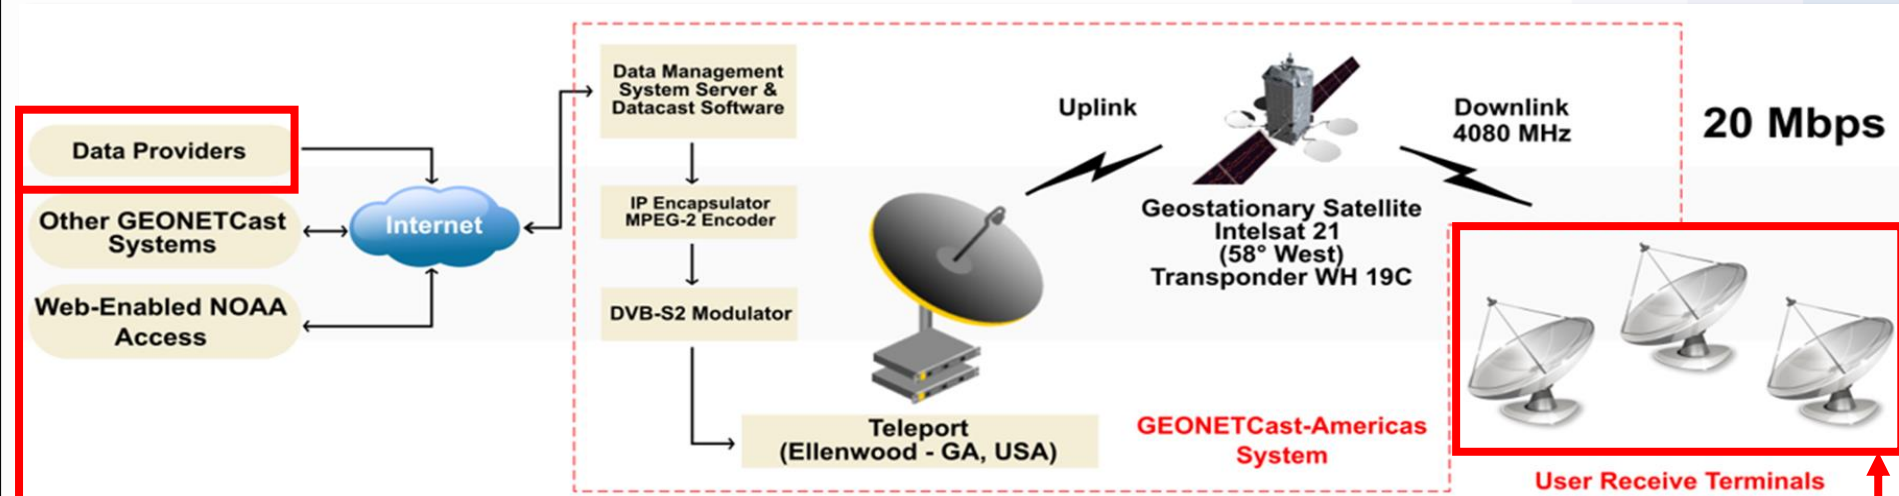 Data Providers
Other GEONETCast
Systems
Web-Enabled NOAA
Access
Internet
Data Management
System Server &
Datacast Software
IP Encapsulator
MPEG-2 Encoder
DVB-S2 Modulator
Teleport
(Ellenwood - GA, USA)
Uplink
Geostationary Satellite
Intelsat 21
(58° West)
Transponder WH 19C
Downlink
4080 MHz
20 Mbps
GEONETCast-Americas
System
User Receive Terminals